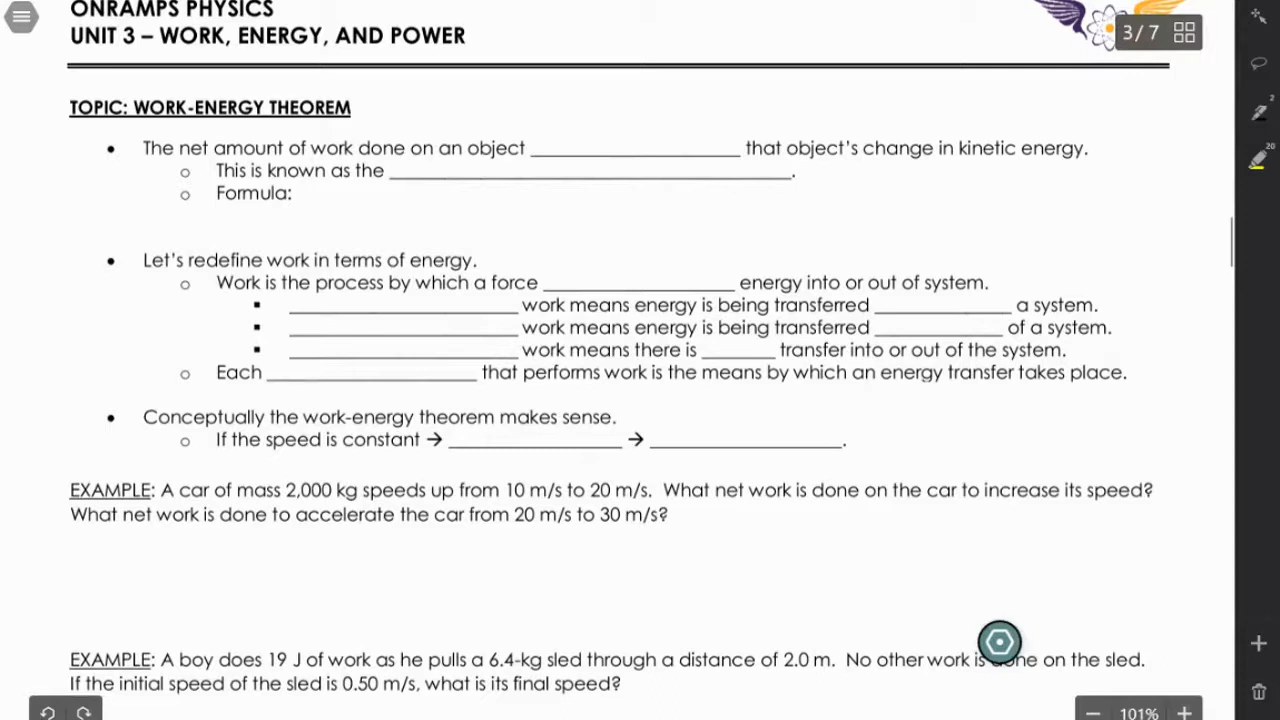 ONRAMPS PHYSICS
UNIT 3 – WORK, ENERGY, AND POWER
3/7
TOPIC: WORK-ENERGY THEOREM
• The net amount of work done on an object ____________________ that object's change in kinetic energy.
o This is known as the ______________________________________.
o Formula:
• Let's redefine work in terms of energy.
o Work is the process by which a force __________________ energy into or out of system.
▪ ______________________ work means energy is being transferred _____________ a system.
▪ ______________________ work means energy is being transferred ____________ of a system.
▪ ______________________ work means there is _______ transfer into or out of the system.
o Each ____________________ that performs work is the means by which an energy transfer takes place.
• Conceptually the work-energy theorem makes sense.
o If the speed is constant → _________________ → __________________.
EXAMPLE: A car of mass 2,000 kg speeds up from 10 m/s to 20 m/s. What net work is done on the car to increase its speed?
What net work is done to accelerate the car from 20 m/s to 30 m/s?
EXAMPLE: A boy does 19 J of work as he pulls a 6.4-kg sled through a distance of 2.0 m. No other work is done on the sled.
If the initial speed of the sled is 0.50 m/s, what is its final speed?
101%
2
20